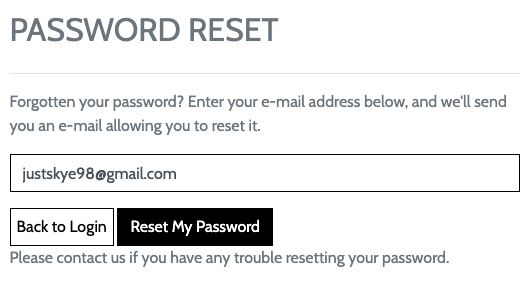 PASSWORD RESET
Forgotten your password? Enter your e-mail address below, and we'll send
you an e-mail allowing you to reset it.
justskye98@gmail.com
Back to Login Reset My Password
Please contact us if you have any trouble resetting your password.